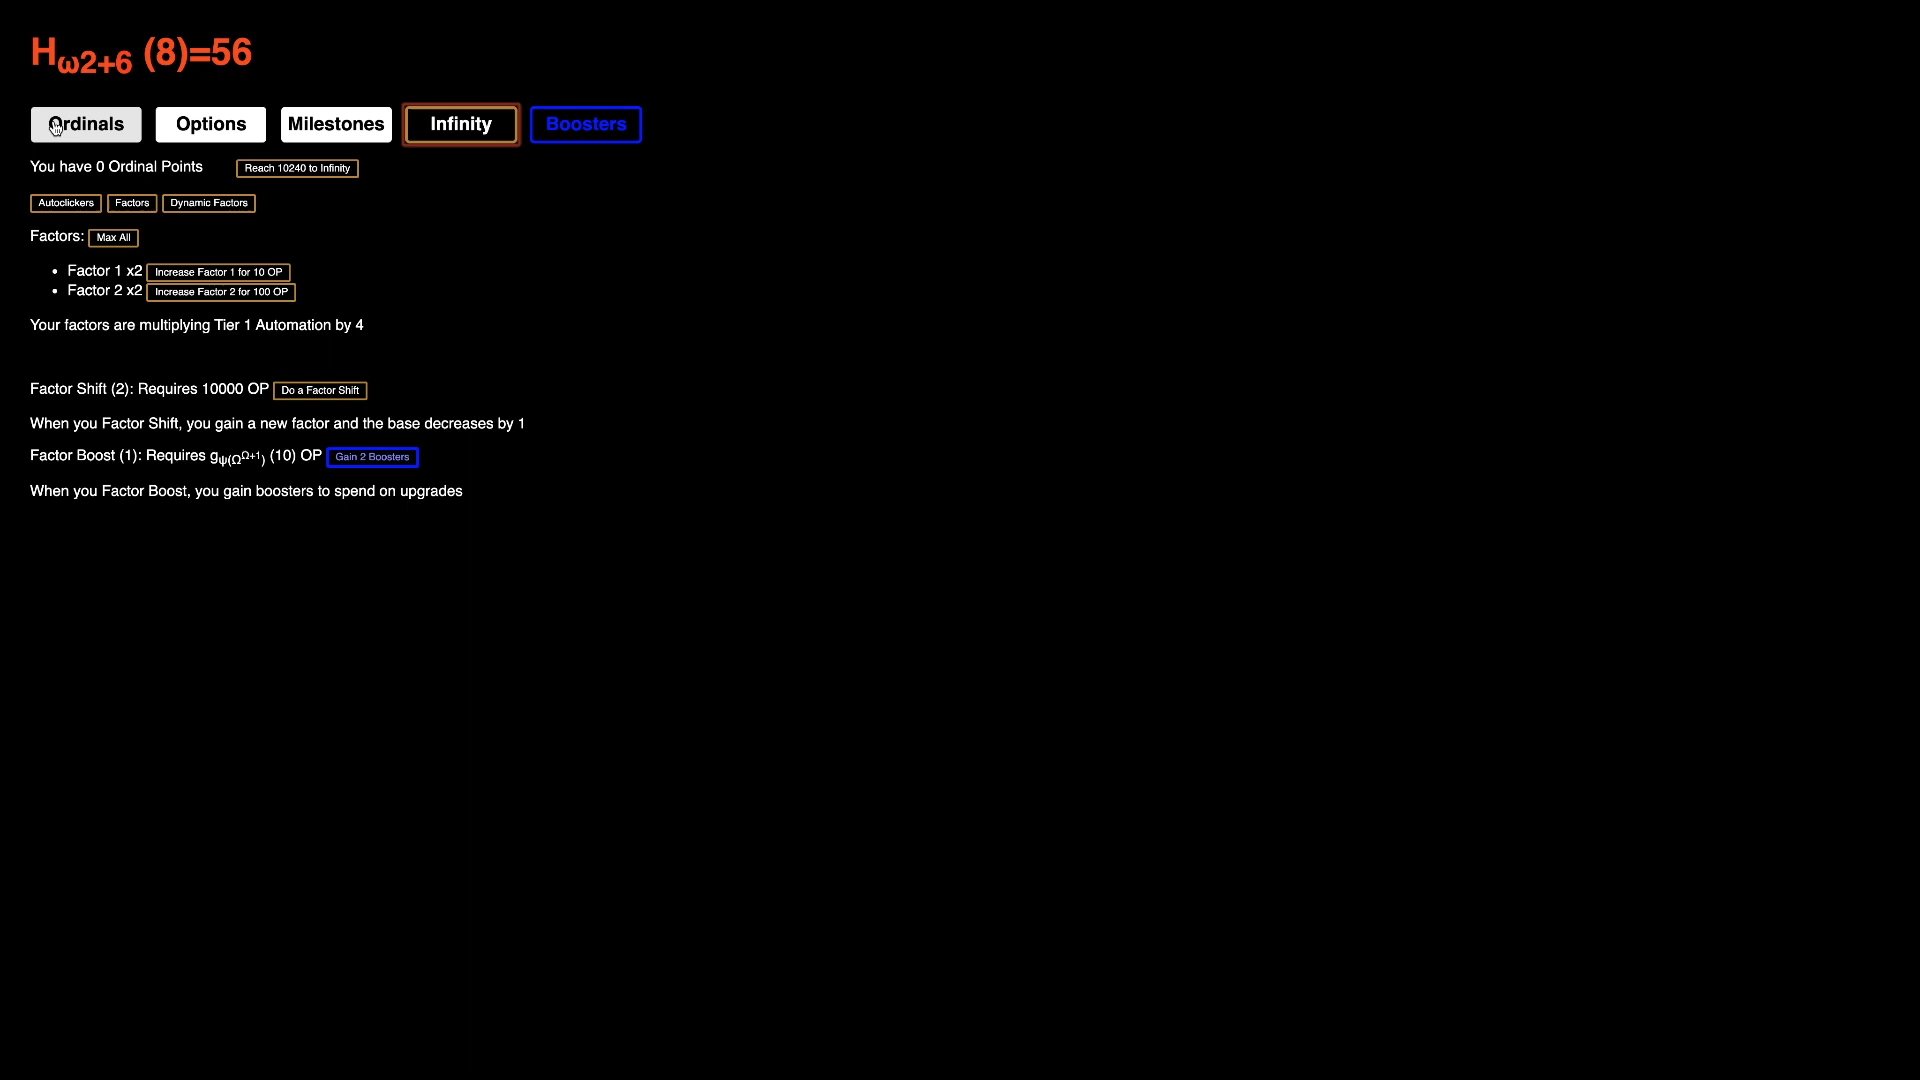 Hω2+6 (8)=56
Ordinals Options Milestones Infinity Boosters
You have 0 Ordinal Points Reach 10240 to Infinity
Autoclickers Factors Dynamic Factors
Factors: Max All
• Factor 1 x2 Increase Factor 1 for 10 OP
• Factor 2 x2 Increase Factor 2 for 100 OP
Your factors are multiplying Tier 1 Automation by 4
Factor Shift (2): Requires 10000 OP Do a Factor Shift
When you Factor Shift, you gain a new factor and the base decreases by 1
Factor Boost (1): Requires gψ(Ω^Ω+1) (10) OP Gain 2 Boosters
When you Factor Boost, you gain boosters to spend on upgrades